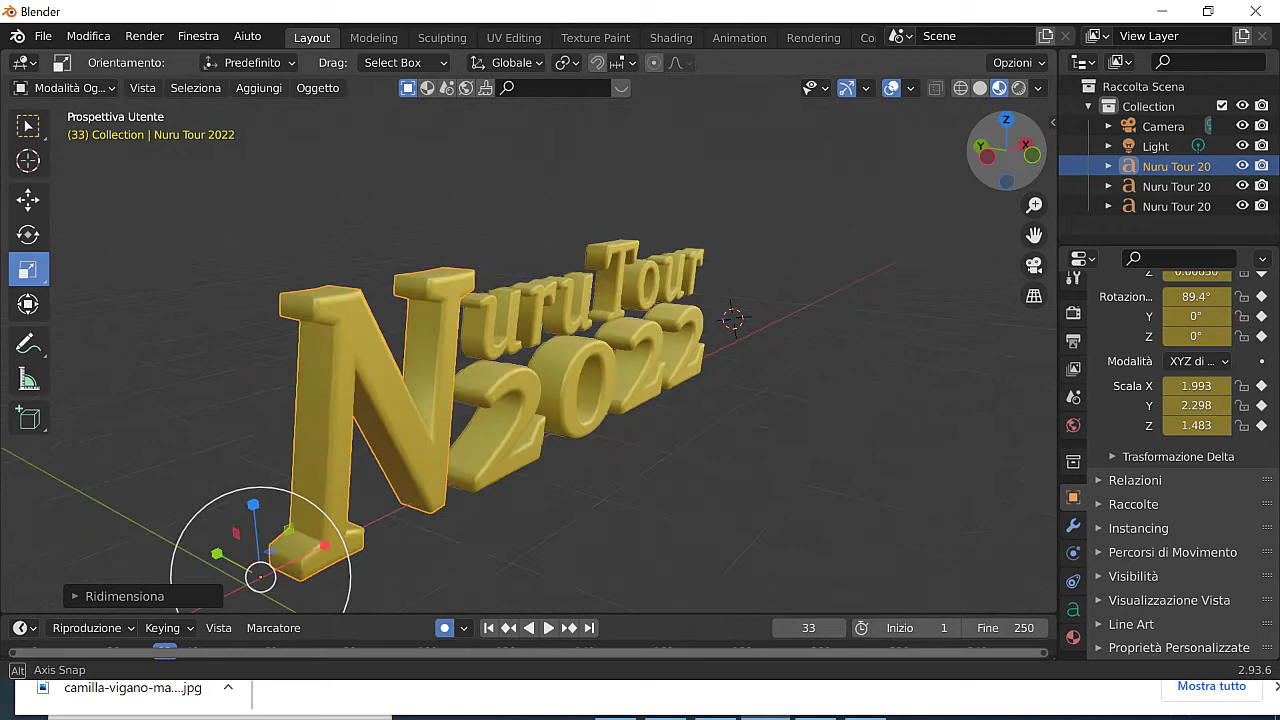 Blender
File Modifica Render Finestra Aiuto Layout Modeling Sculpting UV Editing Texture Paint Shading Animation Rendering Co Scene View Layer
Orientamento: Predefinito Drag: Select Box Globale Opzioni
Modalità Og... Vista Seleziona Aggiungi Oggetto
Raccolta Scena
Collection
Camera
Light
Nuru Tour 20
Nuru Tour 20
Nuru Tour 20
Prospettiva Utente
(33) Collection | Nuru Tour 2022
Z
Y
X
Nuru Tour
2022
Z 0.00650
Rotazion... 89.4°
Y 0°
Z 0°
Modalità XYZ di ...
Scala X 1.993
Y 2.298
Z 1.483
Trasformazione Delta
Relazioni
Raccolte
Instancing
Percorsi di Movimento
Visibilità
Visualizzazione Vista
Line Art
Proprietà Personalizzate
Ridimensiona
Riproduzione Keying Vista Marcatore 33 Inizio 1 Fine 250
Alt Axis Snap 2.93.6
camilla-vigano-ma....jpg Mostra tutto